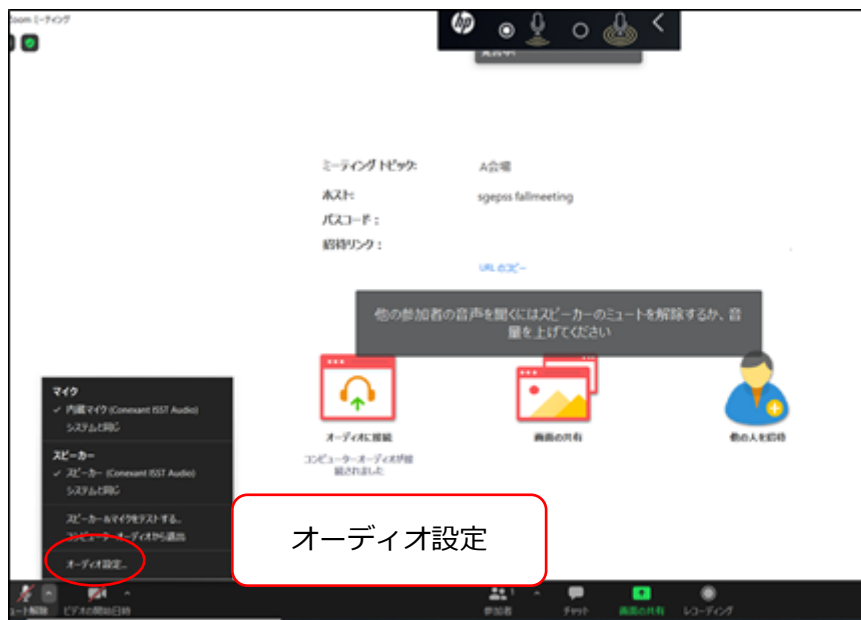 Zoom ミーティング
hp
ミーティング トピック:
A会場
ホスト:
sgepss fallmeeting
パスコード:
招待リンク:
URL のコピー
他の参加者の音声を聞くにはスピーカーのミュートを解除するか、音
量を上げてください
オーディオに接続
コンピューターオーディオが接
続されました
画面の共有
他の人を招待
マイク
✓ 内蔵マイク (Conexant ISST Audio)
システムと同じ
スピーカー
✓ スピーカー (Conexant ISST Audio)
システムと同じ
スピーカー&マイクをテストする..
コンピューターオーディオから退出
オーディオ設定..
オーディオ設定
ュート解除
ビデオの開始日時
参加者
1
チャット
画面の共有
レコーディング